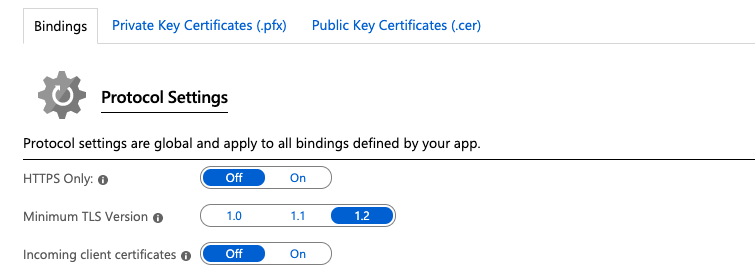 Bindings Private Key Certificates (.pfx) Public Key Certificates (.cer)
Protocol Settings
Protocol settings are global and apply to all bindings defined by your app.
HTTPS Only: Off On
Minimum TLS Version 1.0 1.1 1.2
Incoming client certificates Off On